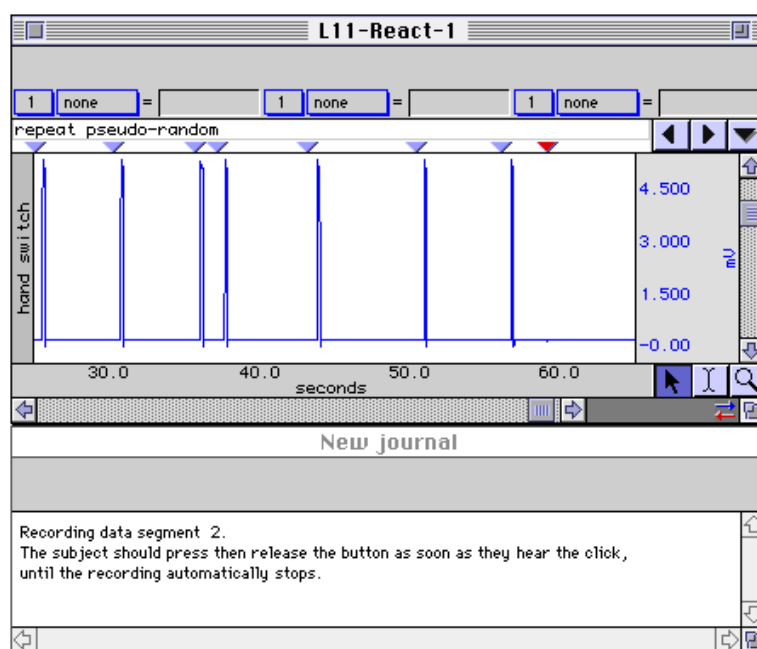 L11-React-1
1 none = 1 none = 1 none =
repeat pseudo-random
hand switch
4.500
3.000
1.500
-0.00
mV
30.0 40.0 50.0 60.0
seconds
New journal
Recording data segment 2.
The subject should press then release the button as soon as they hear the click,
until the recording automatically stops.